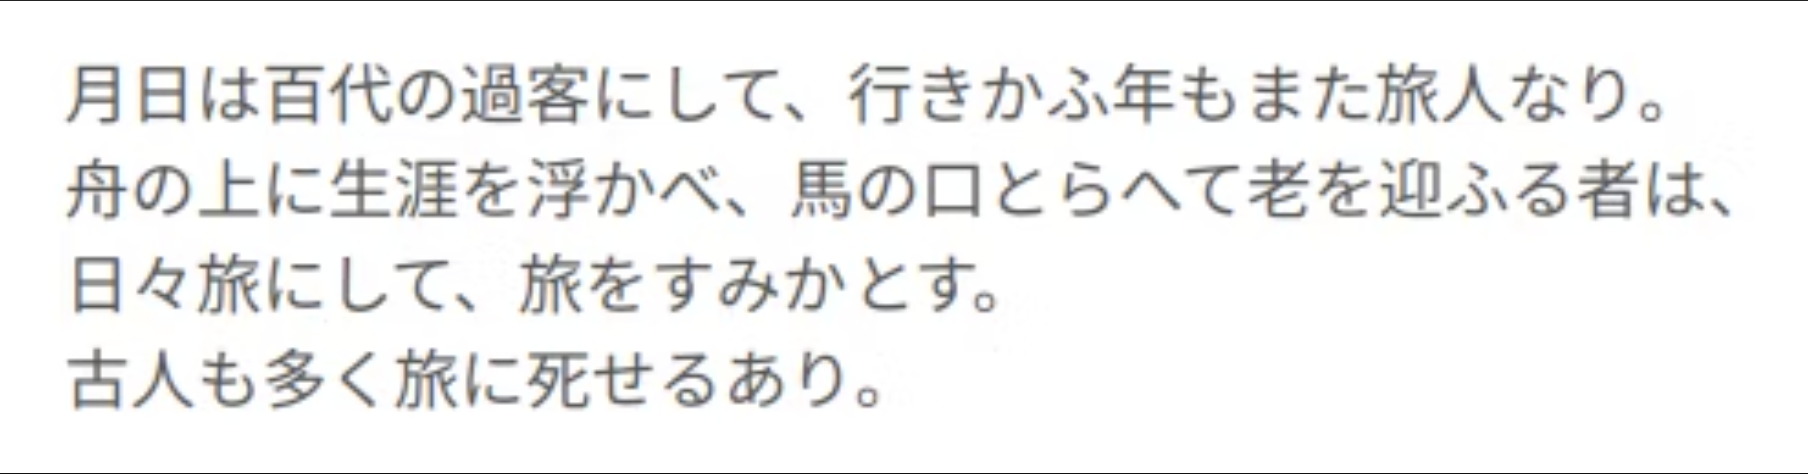 月日は百代の過客にして、行きかふ年もまた旅人なり。
舟の上に生涯を浮かべ、馬の口とらへて老を迎ふる者は、
日々旅にして、旅をすみかとす。
古人も多く旅に死せるあり。